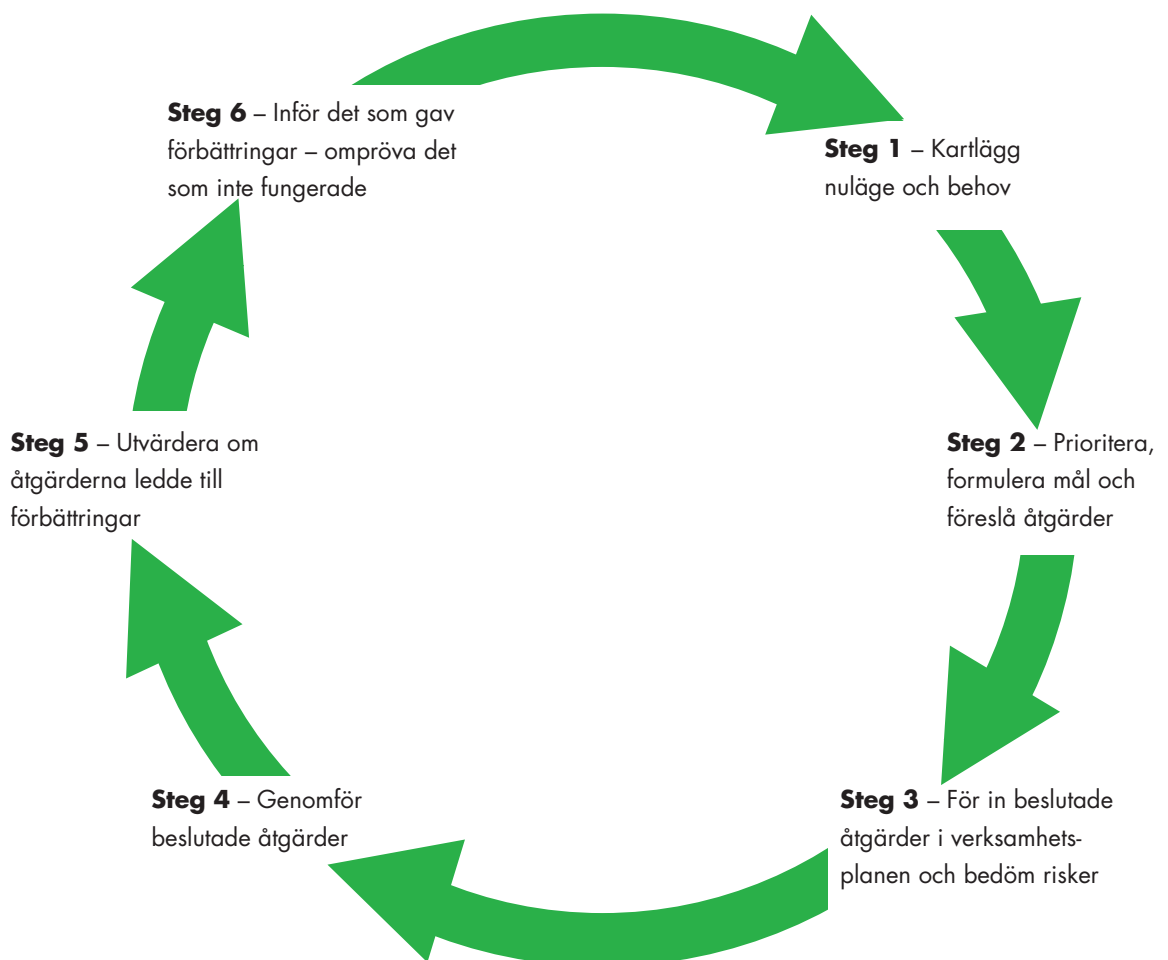 Steg 1 – Kartlägg
nuläge och behov
Steg 2 – Prioritera,
formulera mål och
föreslå åtgärder
Steg 3 – För in beslutade
åtgärder i verksamhets-
planen och bedöm risker
Steg 4 – Genomför
beslutade åtgärder
Steg 5 – Utvärdera om
åtgärderna ledde till
förbättringar
Steg 6 – Inför det som gav
förbättringar – ompröva det
som inte fungerade